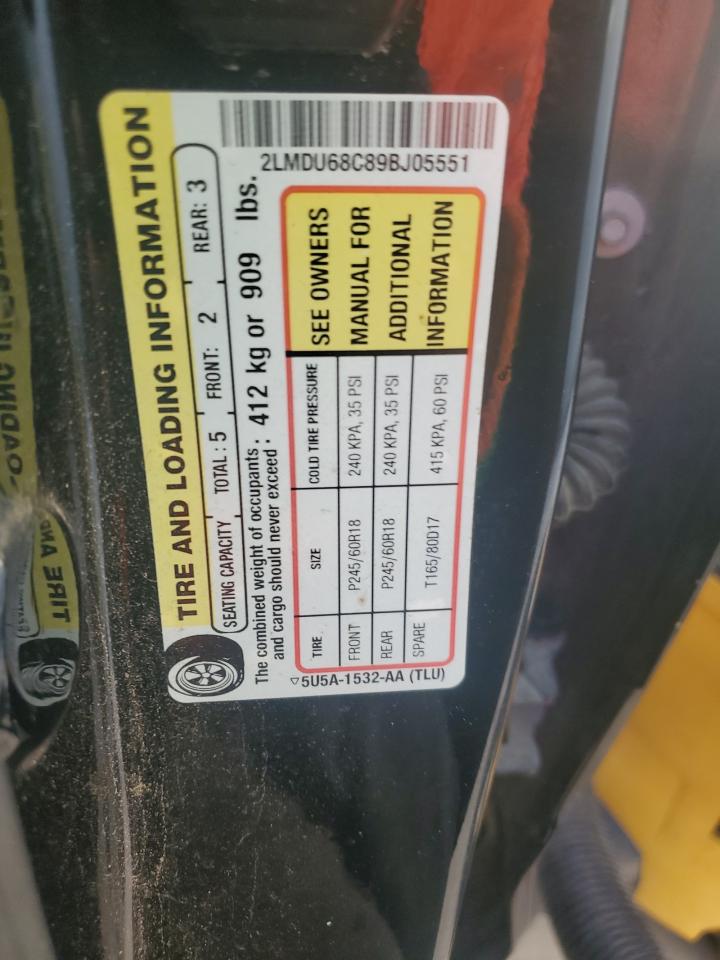 TIRE AND LOADING INFORMATION
SEATING CAPACITY TOTAL: 5 FRONT: 2 REAR: 3
The combined weight of occupants
and cargo should never exceed : 412 kg or 909 lbs.
TIRE SIZE COLD TIRE PRESSURE
FRONT P245/60R18 240 KPA, 35 PSI
REAR P245/60R18 240 KPA, 35 PSI
SPARE T165/80D17 415 KPA, 60 PSI
SEE OWNERS
MANUAL FOR
ADDITIONAL
INFORMATION
5U5A-1532-AA (TLU)
2LMDU68C89BJ05551
TIRE AND